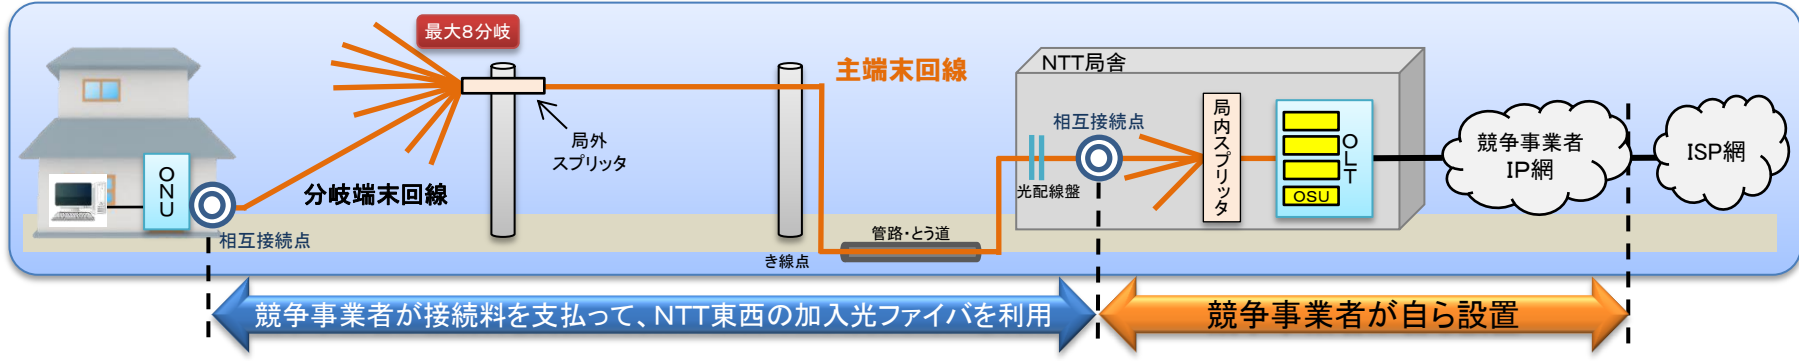 最大8分岐
主端末回線
NTT局舎
局外
スプリッタ
相互接続点
局内スプリッタ
OLT
OSU
競争事業者
IP網
ISP網
ONU
分岐端末回線
光配線盤
相互接続点
管路・とう道
き線点
競争事業者が接続料を支払って、NTT東西の加入光ファイバを利用
競争事業者が自ら設置